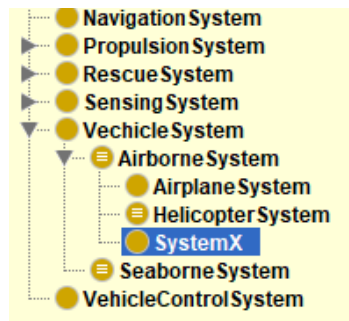 NavigationSystem
PropulsionSystem
RescueSystem
SensingSystem
VechicleSystem
AirborneSystem
AirplaneSystem
HelicopterSystem
SystemX
SeaborneSystem
VehicleControlSystem